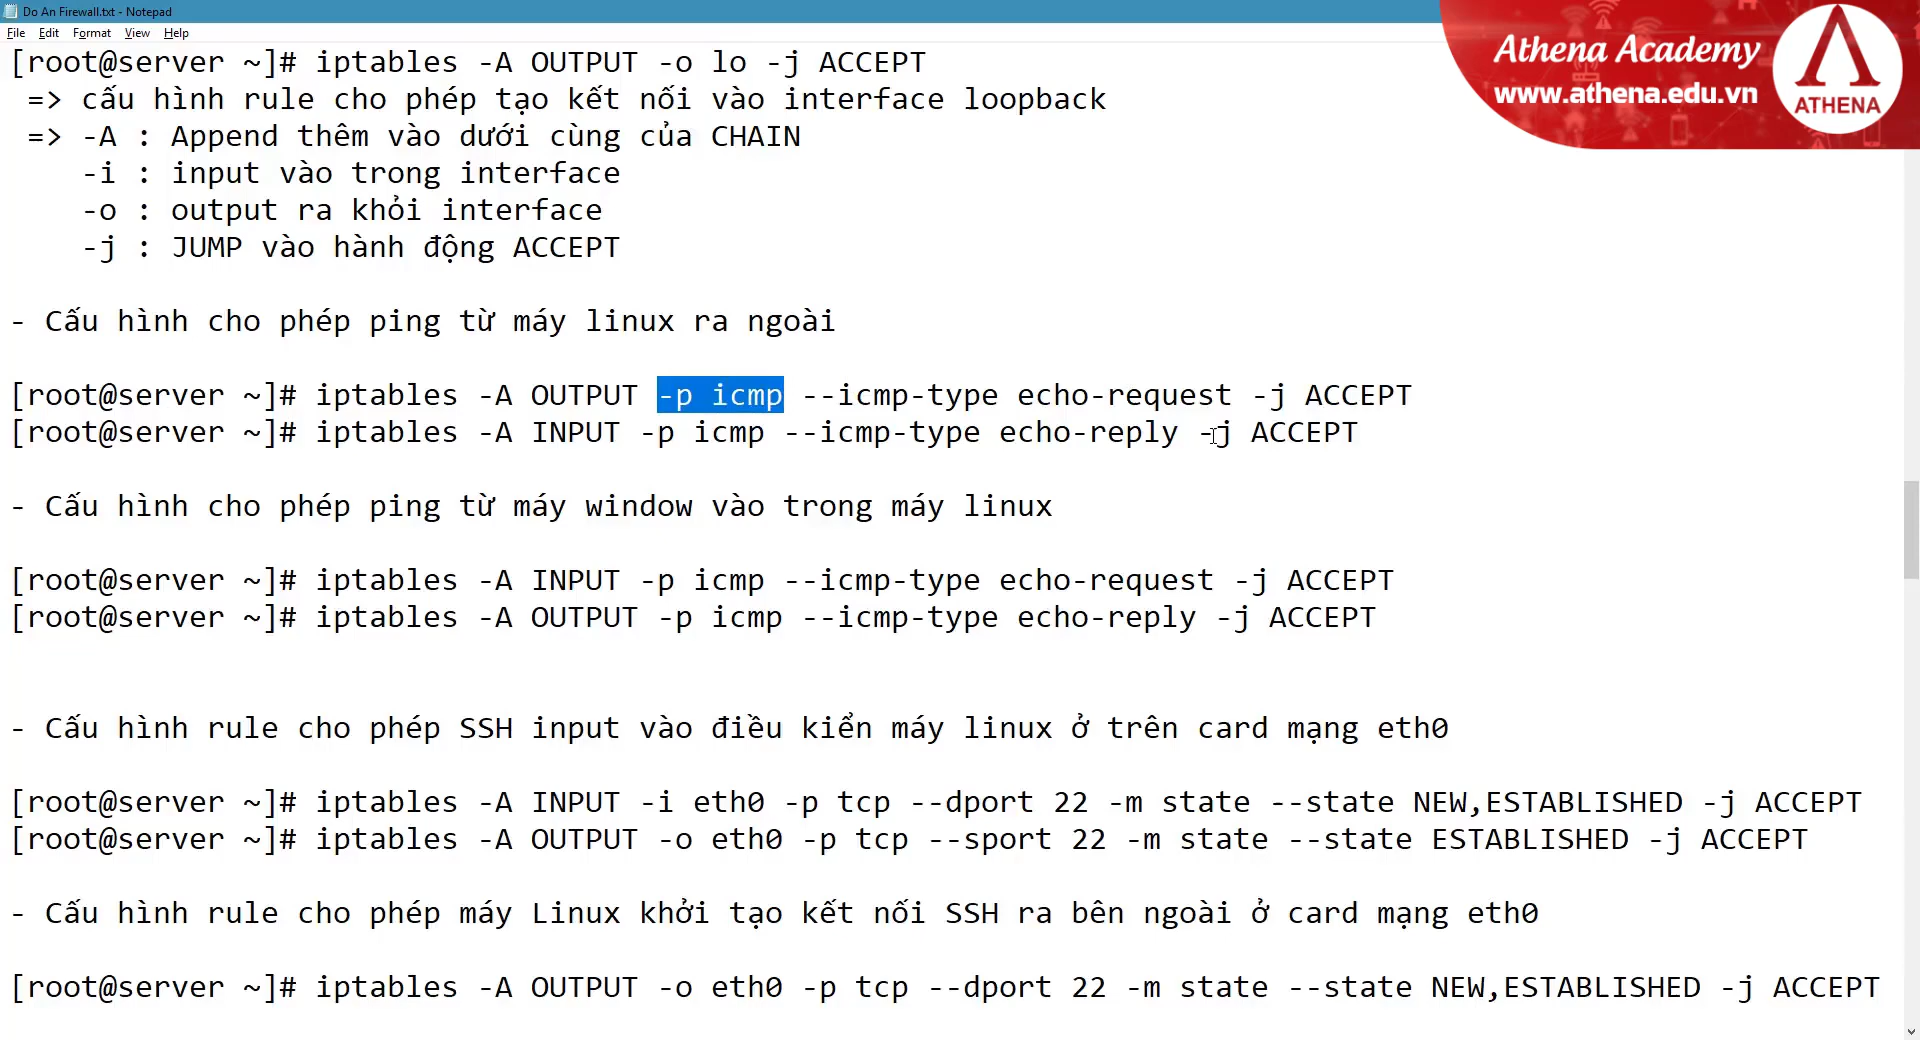 Do An Firewall.txt - Notepad
File Edit Format View Help
Athena Academy
www.athena.edu.vn
ATHENA
[root@server ~]# iptables -A OUTPUT -o lo -j ACCEPT
=> cấu hình rule cho phép tạo kết nối vào interface loopback
=> -A : Append thêm vào dưới cùng của CHAIN
-i : input vào trong interface
-o : output ra khỏi interface
-j : JUMP vào hành động ACCEPT
- Cấu hình cho phép ping từ máy linux ra ngoài
[root@server ~]# iptables -A OUTPUT -p icmp --icmp-type echo-request -j ACCEPT
[root@server ~]# iptables -A INPUT -p icmp --icmp-type echo-reply -j ACCEPT
- Cấu hình cho phép ping từ máy window vào trong máy linux
[root@server ~]# iptables -A INPUT -p icmp --icmp-type echo-request -j ACCEPT
[root@server ~]# iptables -A OUTPUT -p icmp --icmp-type echo-reply -j ACCEPT
- Cấu hình rule cho phép SSH input vào điều kiển máy linux ở trên card mạng eth0
[root@server ~]# iptables -A INPUT -i eth0 -p tcp --dport 22 -m state --state NEW,ESTABLISHED -j ACCEPT
[root@server ~]# iptables -A OUTPUT -o eth0 -p tcp --sport 22 -m state --state ESTABLISHED -j ACCEPT
- Cấu hình rule cho phép máy Linux khởi tạo kết nối SSH ra bên ngoài ở card mạng eth0
[root@server ~]# iptables -A OUTPUT -o eth0 -p tcp --dport 22 -m state --state NEW,ESTABLISHED -j ACCEPT